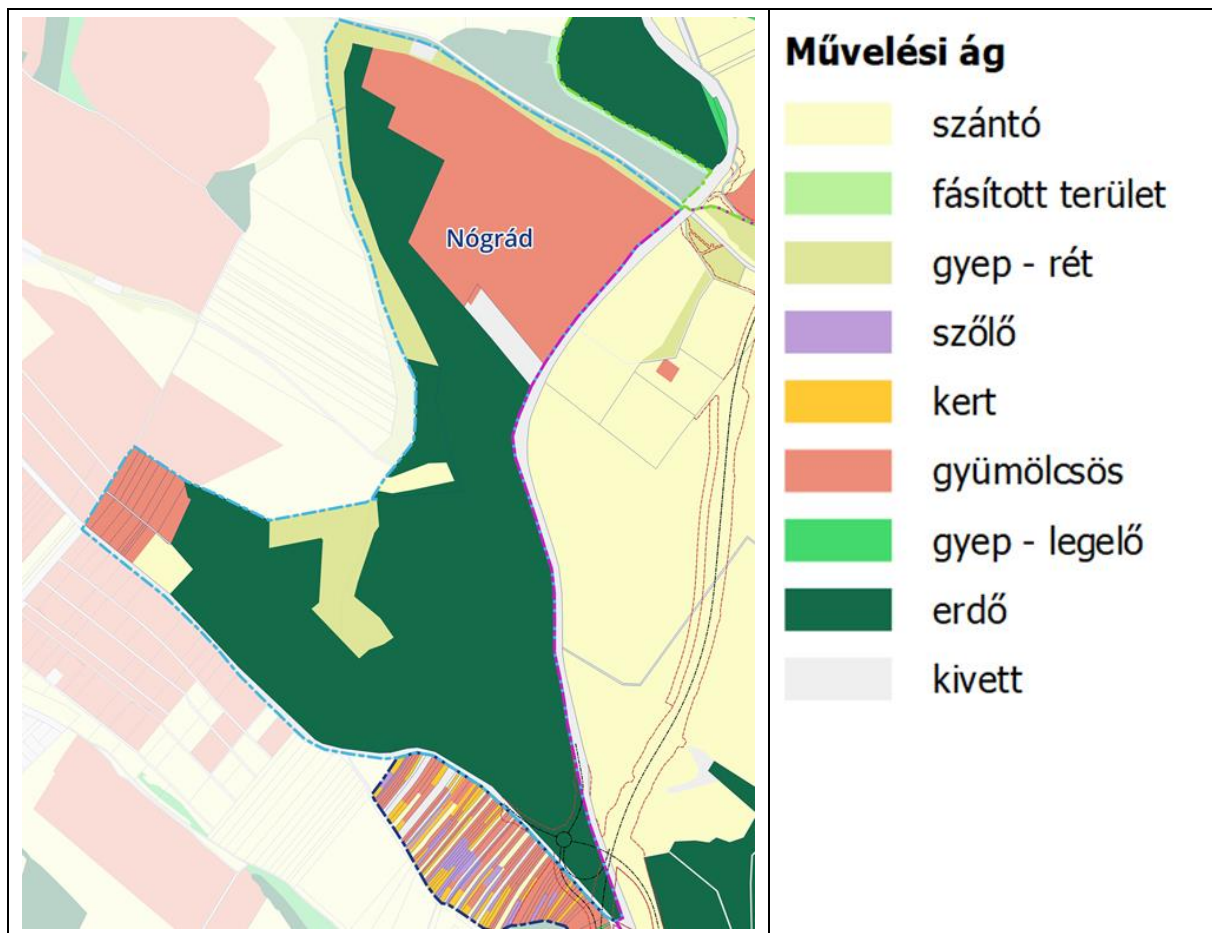 Nógrád
Művelési ág
szántó
fásított terület
gyep - rét
szőlő
kert
gyümölcsös
gyep - legelő
erdő
kivett